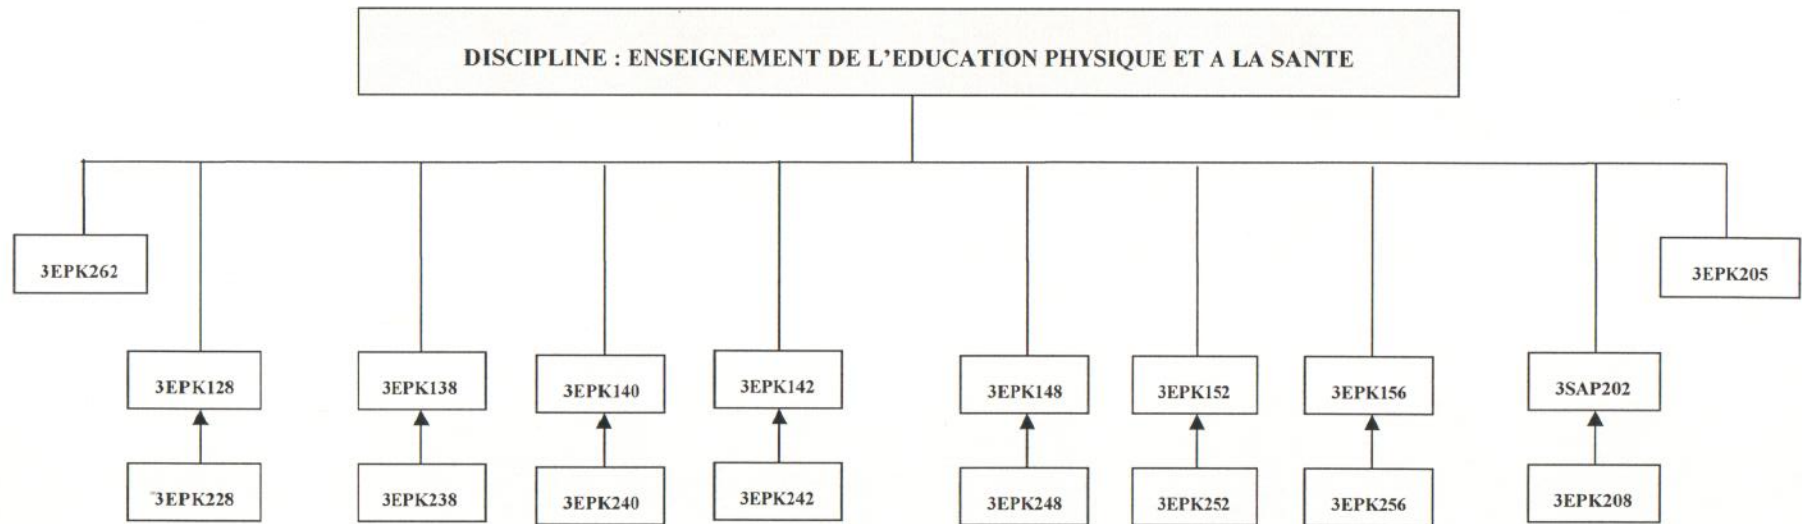 DISCIPLINE : ENSEIGNEMENT DE L'EDUCATION PHYSIQUE ET A LA SANTE
3EPK262
3EPK205
3EPK128
3EPK138
3EPK140
3EPK142
3EPK148
3EPK152
3EPK156
3SAP202
3EPK228
3EPK238
3EPK240
3EPK242
3EPK248
3EPK252
3EPK256
3EPK208